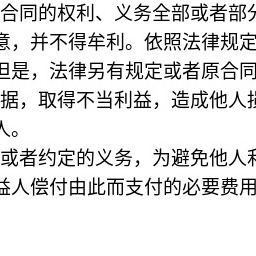 合同的权利、义务全部或者部分
意，并不得牟利。依照法律规定
但是，法律另有规定或者原合同
据，取得不当利益，造成他人损
人。
或者约定的义务，为避免他人利
益人偿付由此而支付的必要费用